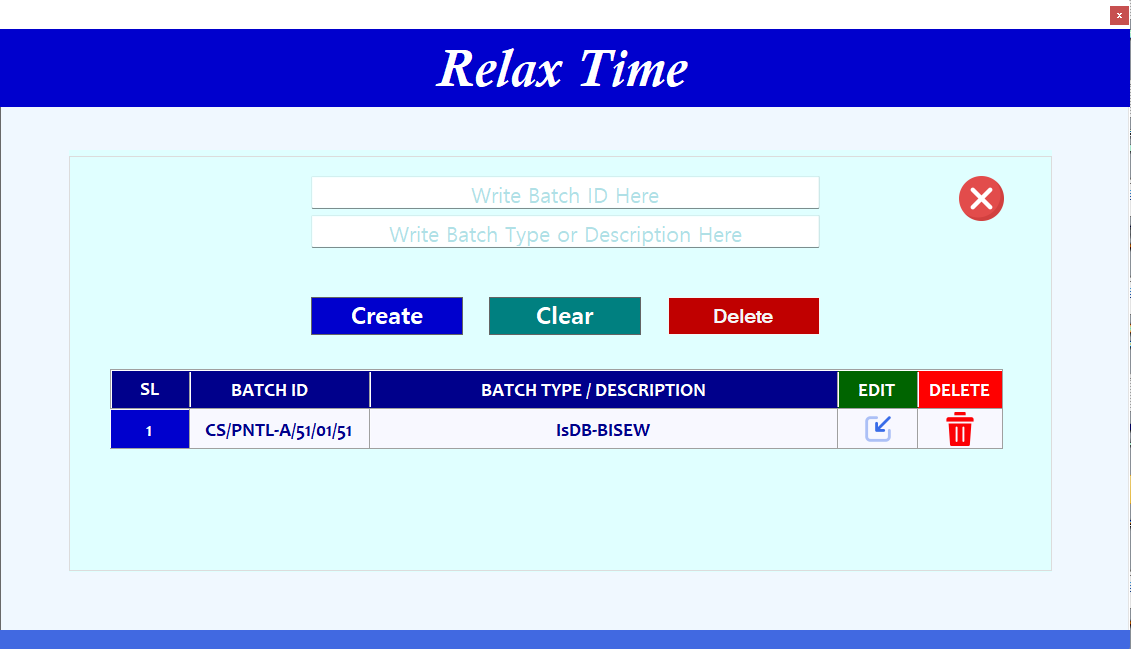 x
Relax Time
Write Batch ID Here
Write Batch Type or Description Here
Create Clear Delete
SL BATCH ID BATCH TYPE / DESCRIPTION EDIT DELETE
1 CS/PNTL-A/51/01/51 IsDB-BISEW